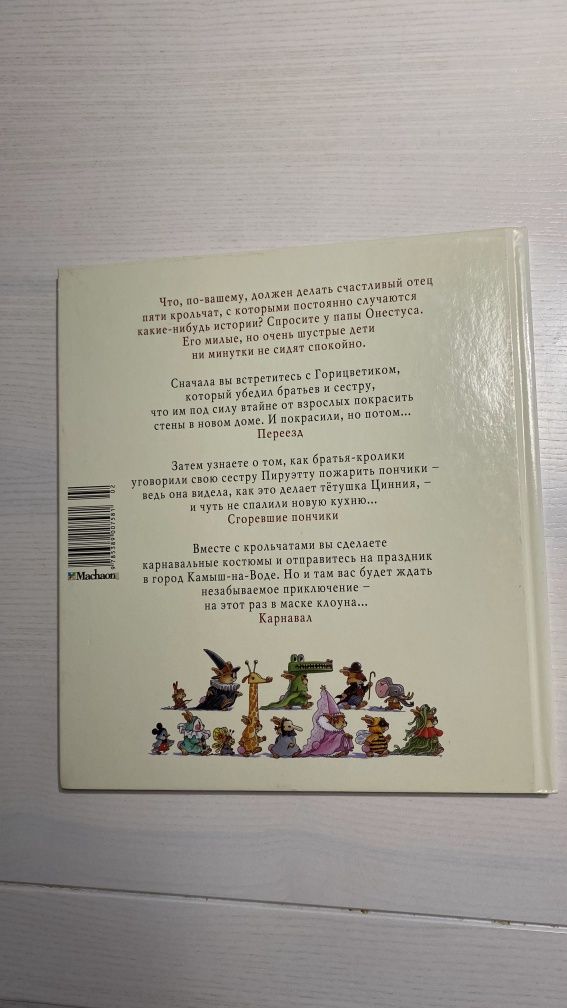 Что, по-вашему, должен делать счастливый отец
пяти крольчат, с которыми постоянно случаются
какие-нибудь истории? Спросите у папы Онестуса.
Его милые, но очень шустрые дети
ни минутки не сидят спокойно.
Сначала вы встретитесь с Горицветиком,
который убедил братьев и сестру,
что им под силу втайне от взрослых покрасить
стены в новом доме. И покрасили, но потом...
Переезд
Затем узнаете о том, как братья-кролики
уговорили свою сестру Пируэтту пожарить пончики –
ведь она видела, как это делает тётушка Цинния, –
и чуть не спалили новую кухню...
Сгоревшие пончики
Вместе с крольчатами вы сделаете
карнавальные костюмы и отправитесь на праздник
в город Камыш-на-Воде. Но и там вас будет ждать
незабываемое приключение –
на этот раз в маске клоуна...
Карнавал
9 785389 007381
02
Machaon